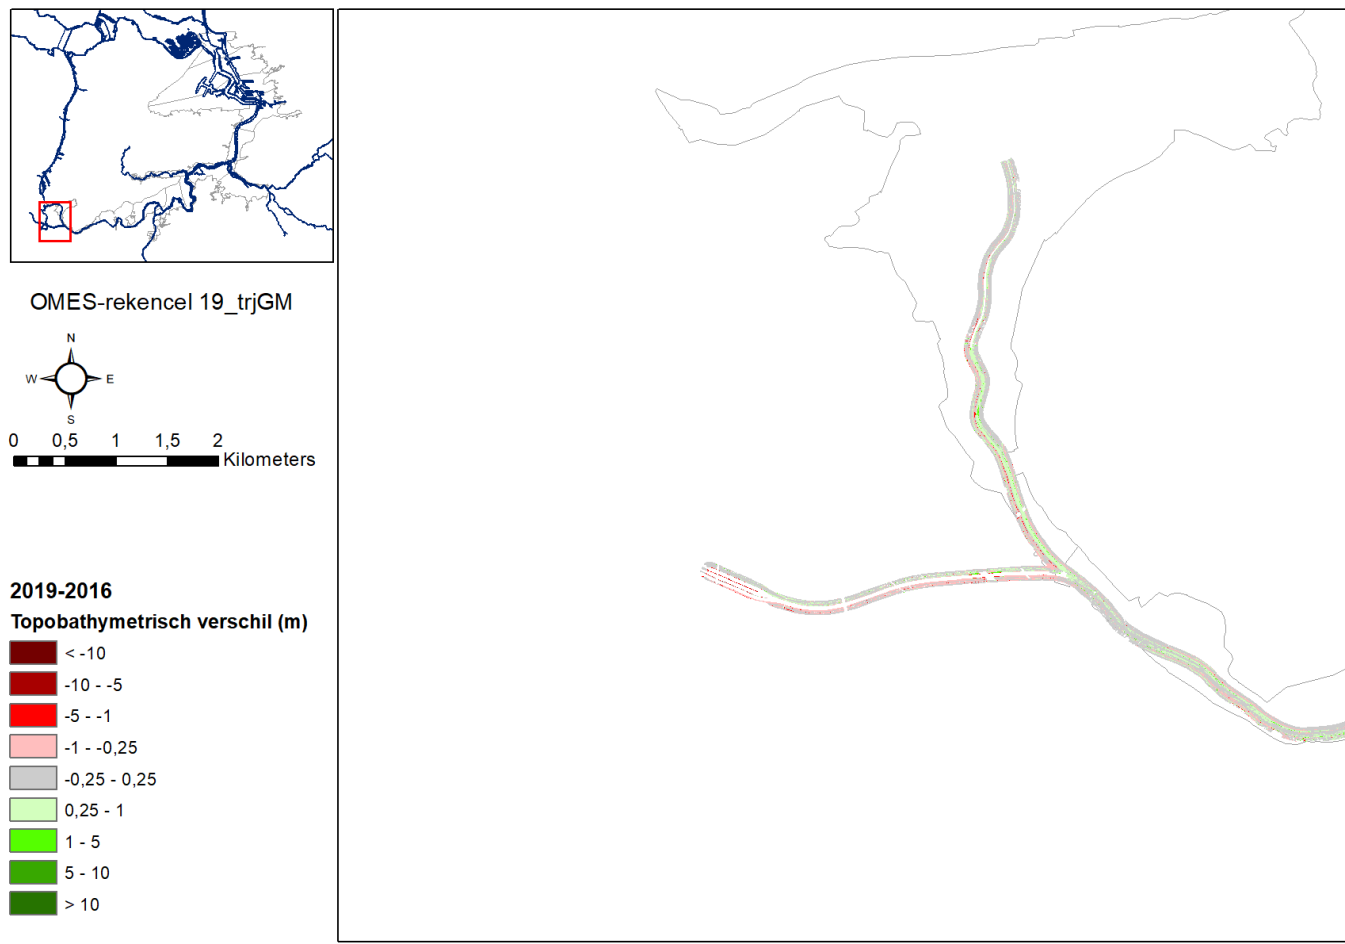 OMES-rekencel 19_trjGM
N
W E
S
0 0,5 1 1,5 2
Kilometers
2019-2016
Topobathymetrisch verschil (m)
< -10
-10 - -5
-5 - -1
-1 - -0,25
-0,25 - 0,25
0,25 - 1
1 - 5
5 - 10
> 10